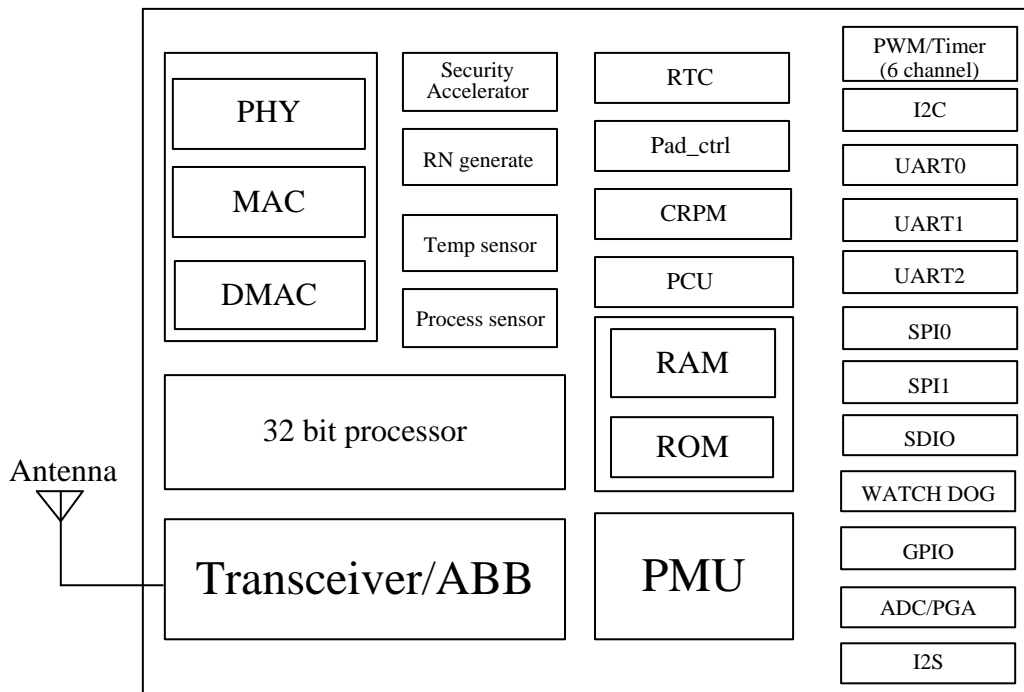 PHY
MAC
DMAC
Security
Accelerator
RN generate
Temp sensor
Process sensor
32 bit processor
Antenna
Transceiver/ABB
RTC
Pad_ctrl
CRPM
PCU
RAM
ROM
PMU
PWM/Timer
(6 channel)
I2C
UART0
UART1
UART2
SPI0
SPI1
SDIO
WATCH DOG
GPIO
ADC/PGA
I2S